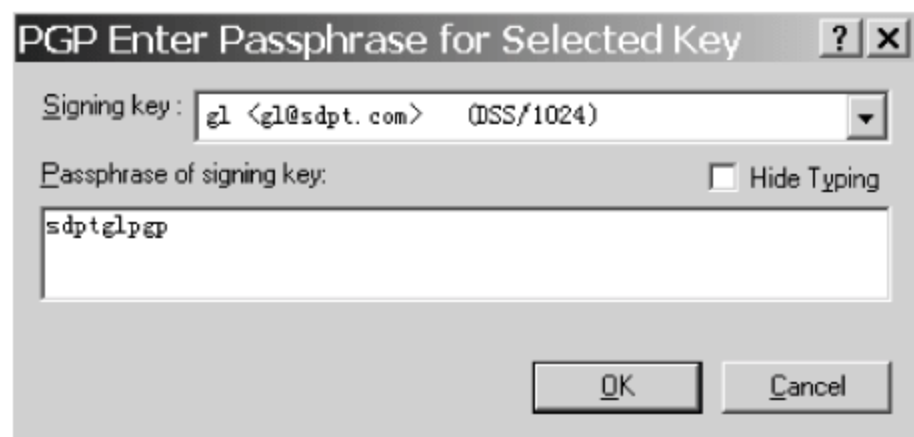 PGP Enter Passphrase for Selected Key
Signing key : gl <gl@sdpt.com> (DSS/1024)
Passphrase of signing key: Hide Typing
sdptglpgp
OK Cancel